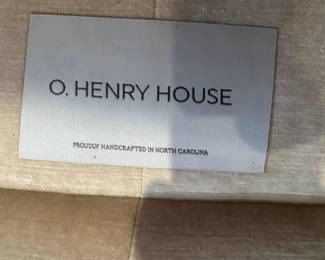 O. HENRY HOUSE
PROUDLY HANDCRAFTED IN NORTH CAROLINA